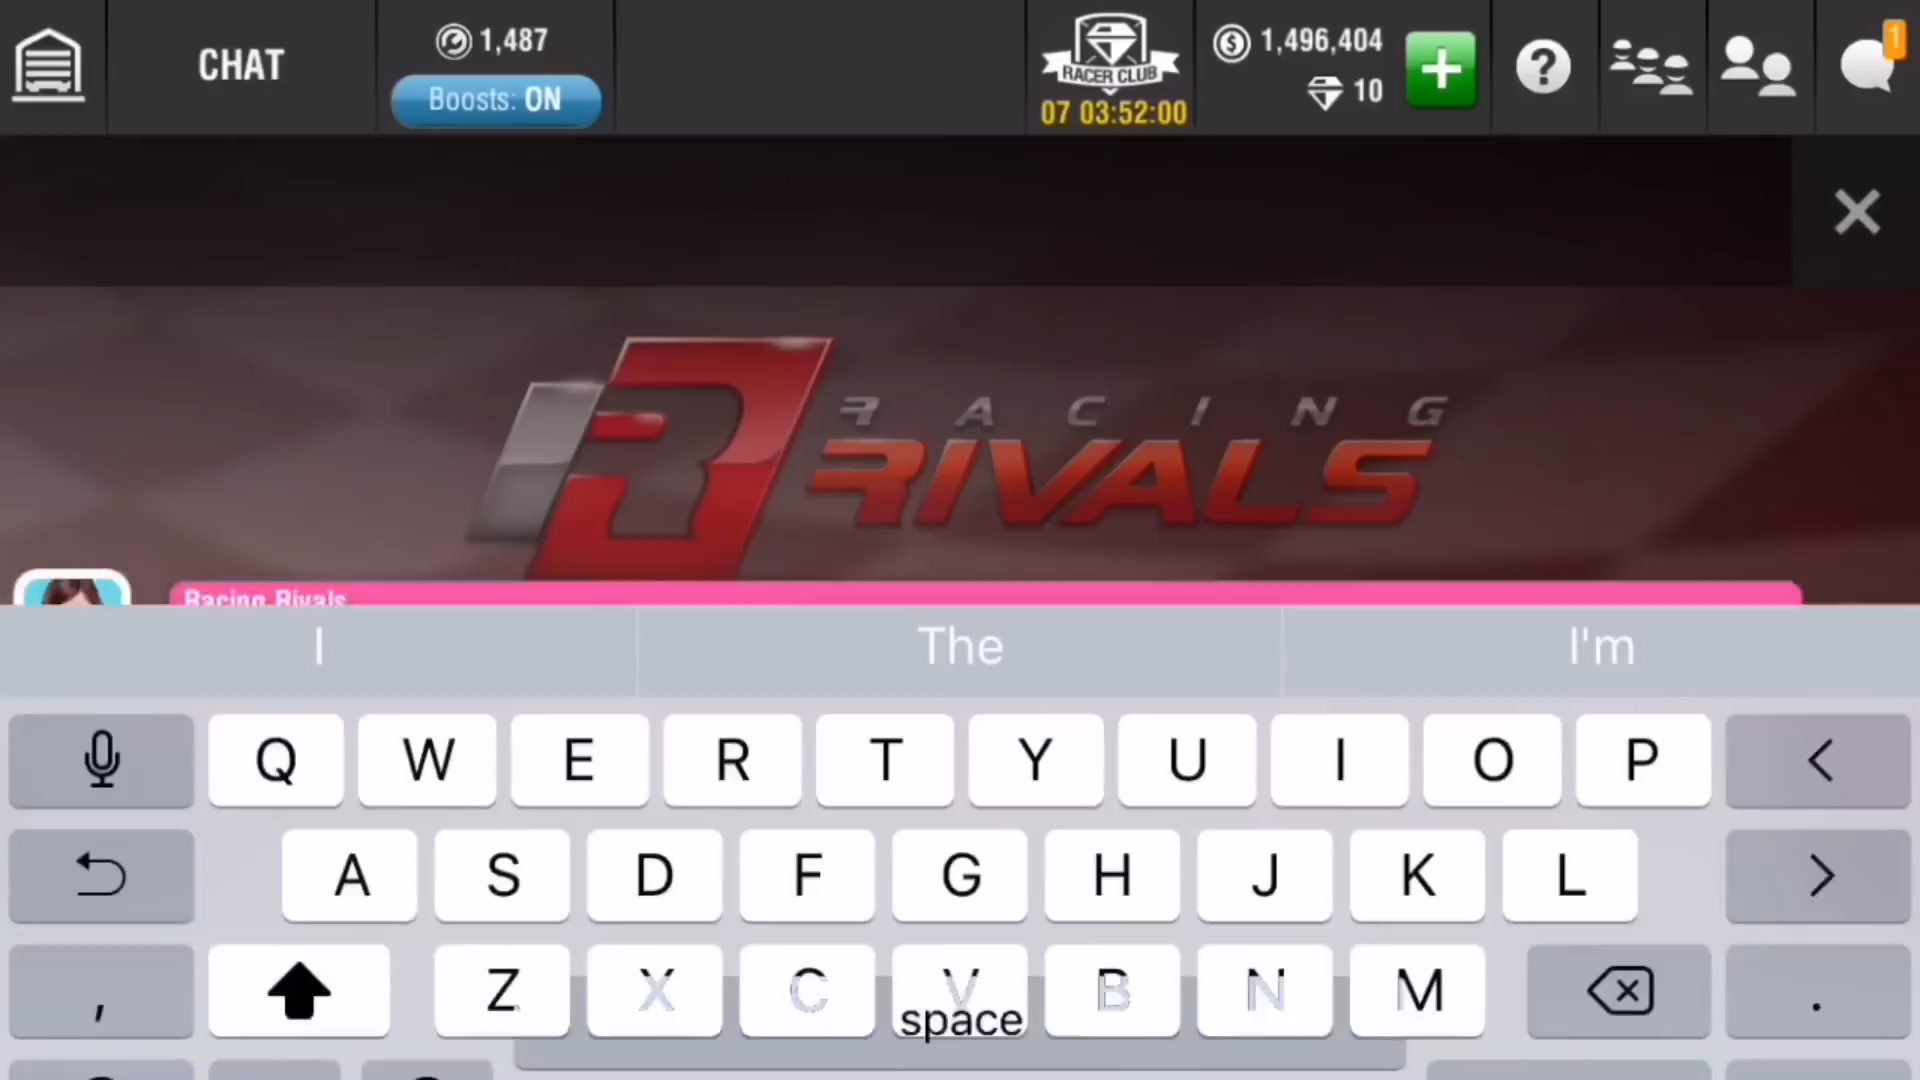 CHAT
1,487
Boosts: ON
RACER CLUB
07 03:52:00
1,496,404
10
1
RACING
RIVALS
Racing Rivals
I The I'm
Q W E R T Y U I O P
A S D F G H J K L
, Z X C V B N M .
space